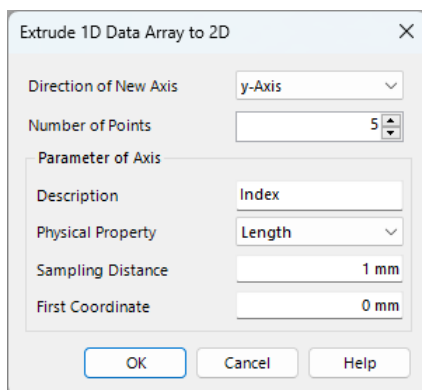 Extrude 1D Data Array to 2D
Direction of New Axis y-Axis
Number of Points 5
Parameter of Axis
Description Index
Physical Property Length
Sampling Distance 1 mm
First Coordinate 0 mm
OK Cancel Help